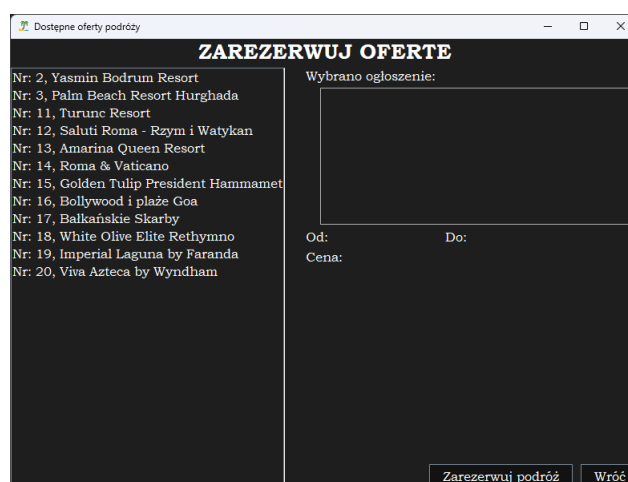 Dostępne oferty podróży
ZAREZERWUJ OFERTE
Nr: 2, Yasmin Bodrum Resort
Nr: 3, Palm Beach Resort Hurghada
Nr: 11, Turunc Resort
Nr: 12, Saluti Roma - Rzym i Watykan
Nr: 13, Amarina Queen Resort
Nr: 14, Roma & Vaticano
Nr: 15, Golden Tulip President Hammamet
Nr: 16, Bollywood i plaże Goa
Nr: 17, Bałkańskie Skarby
Nr: 18, White Olive Elite Rethymno
Nr: 19, Imperial Laguna by Faranda
Nr: 20, Viva Azteca by Wyndham
Wybrano ogłoszenie:
Od: Do:
Cena:
Zarezerwuj podróż Wróć